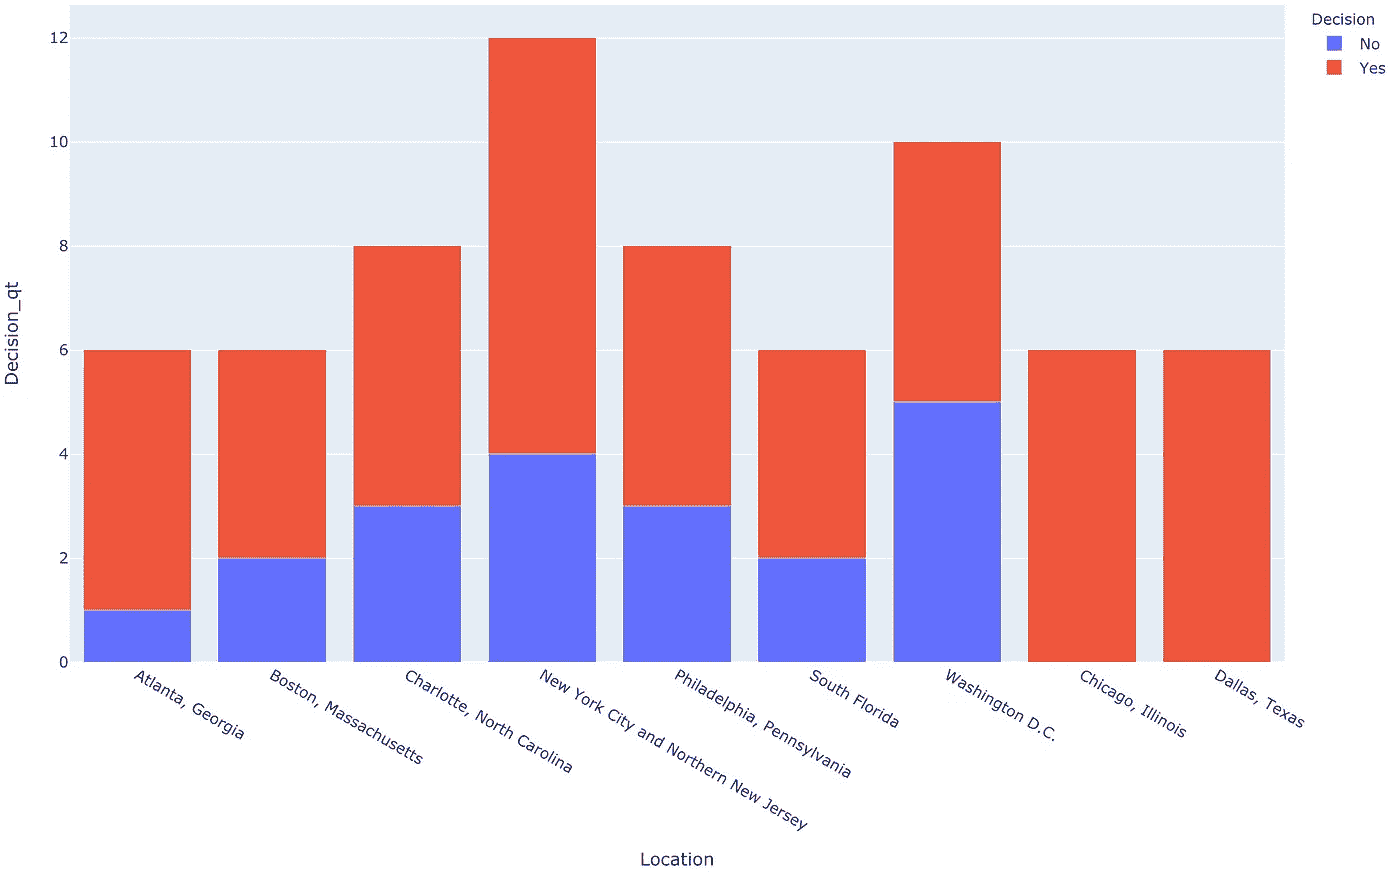 Decision
No
Yes
12
10
8
6
4
2
0
Decision_qt
Atlanta, Georgia
Boston, Massachusetts
Charlotte, North Carolina
New York City and Northern New Jersey
Philadelphia, Pennsylvania
South Florida
Washington D.C.
Chicago, Illinois
Dallas, Texas
Location